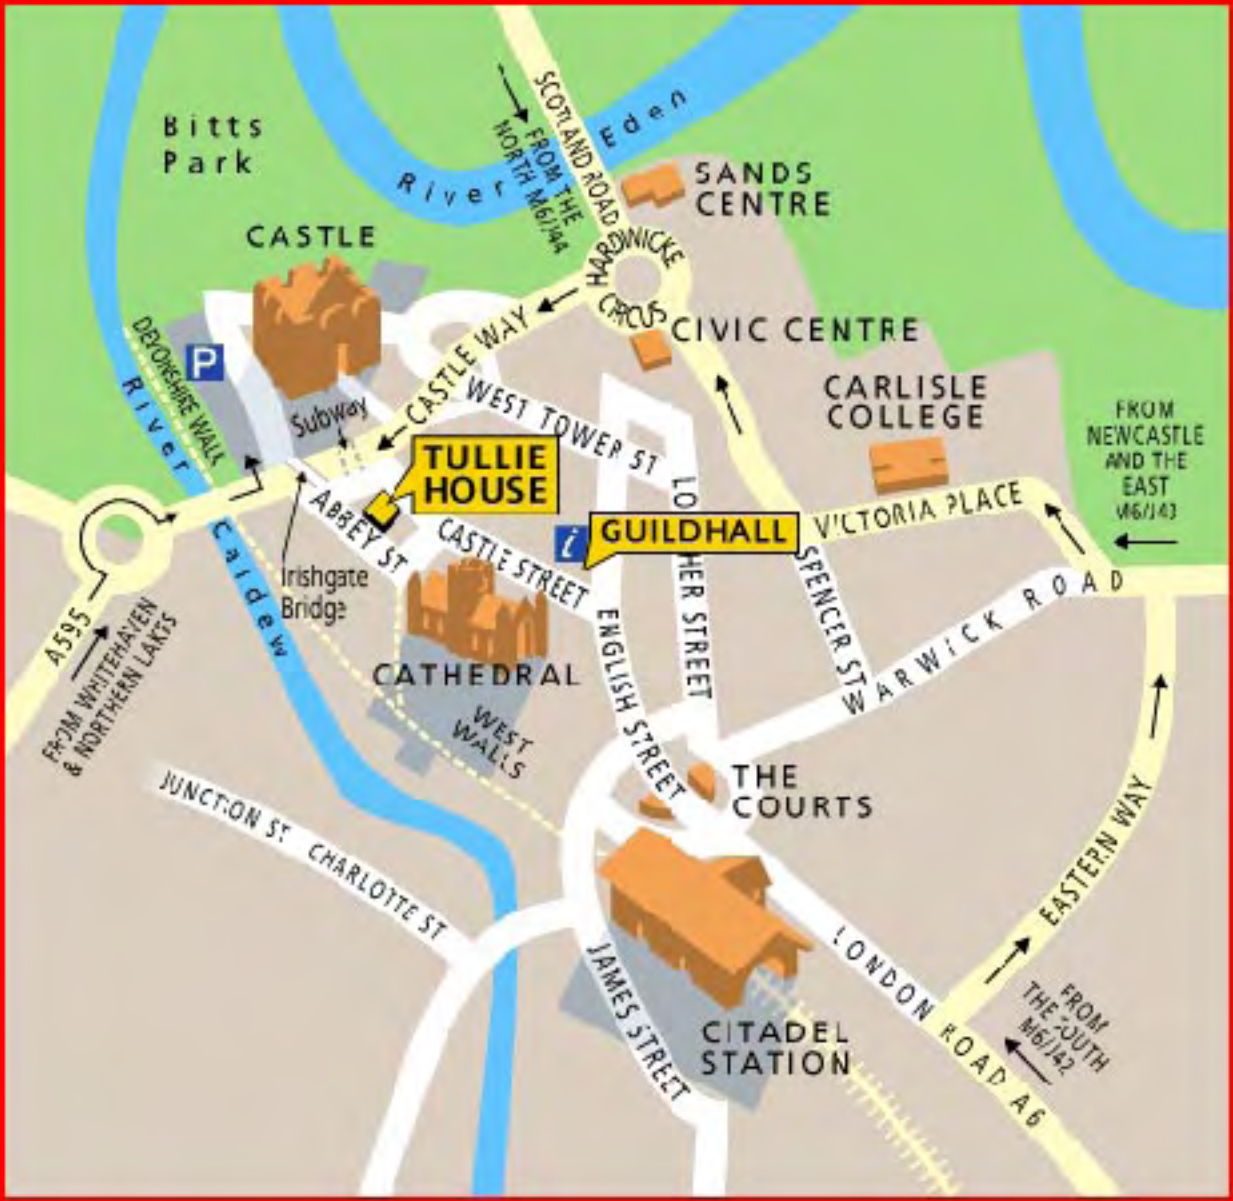 Bitts
Park
SCOTLAND ROAD
FROM THE
NORTH M6/J44
River Eden
SANDS
CENTRE
CASTLE
HARDWICKE
CIRCUS
CIVIC CENTRE
DEVONSHIRE WALK
P
CASTLE WAY
WEST TOWER ST
CARLISLE
COLLEGE
FROM
NEWCASTLE
AND THE
EAST
M6/J43
Subway
TULLIE
HOUSE
ABBEY ST
CASTLE STREET
i
GUILDHALL
VICTORIA PLACE
LOWTHER STREET
SPENCER ST
WARWICK ROAD
River Caldew
Irishgate
Bridge
A595
FROM WHITEHAVEN
& NORTHERN LAKES
CATHEDRAL
ENGLISH STREET
WEST
WALLS
THE
COURTS
JUNCTION ST
CHARLOTTE ST
EASTERN WAY
JAMES STREET
CITADEL
STATION
LONDON ROAD A6
FROM
THE SOUTH
M6/J42